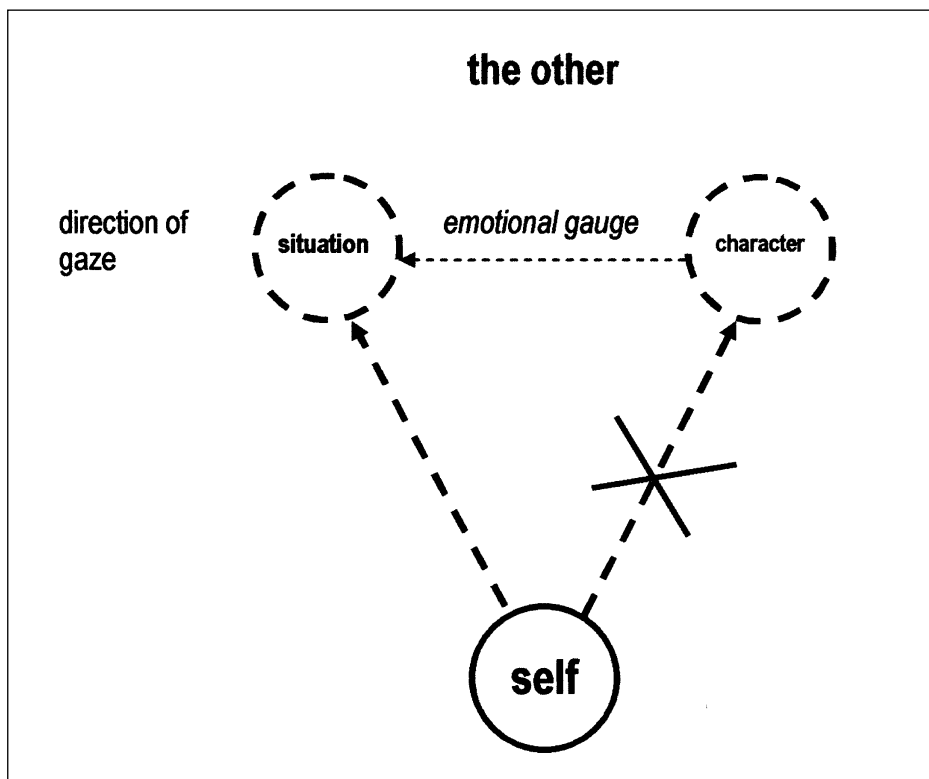 the other
direction of
gaze
situation
emotional gauge
character
self